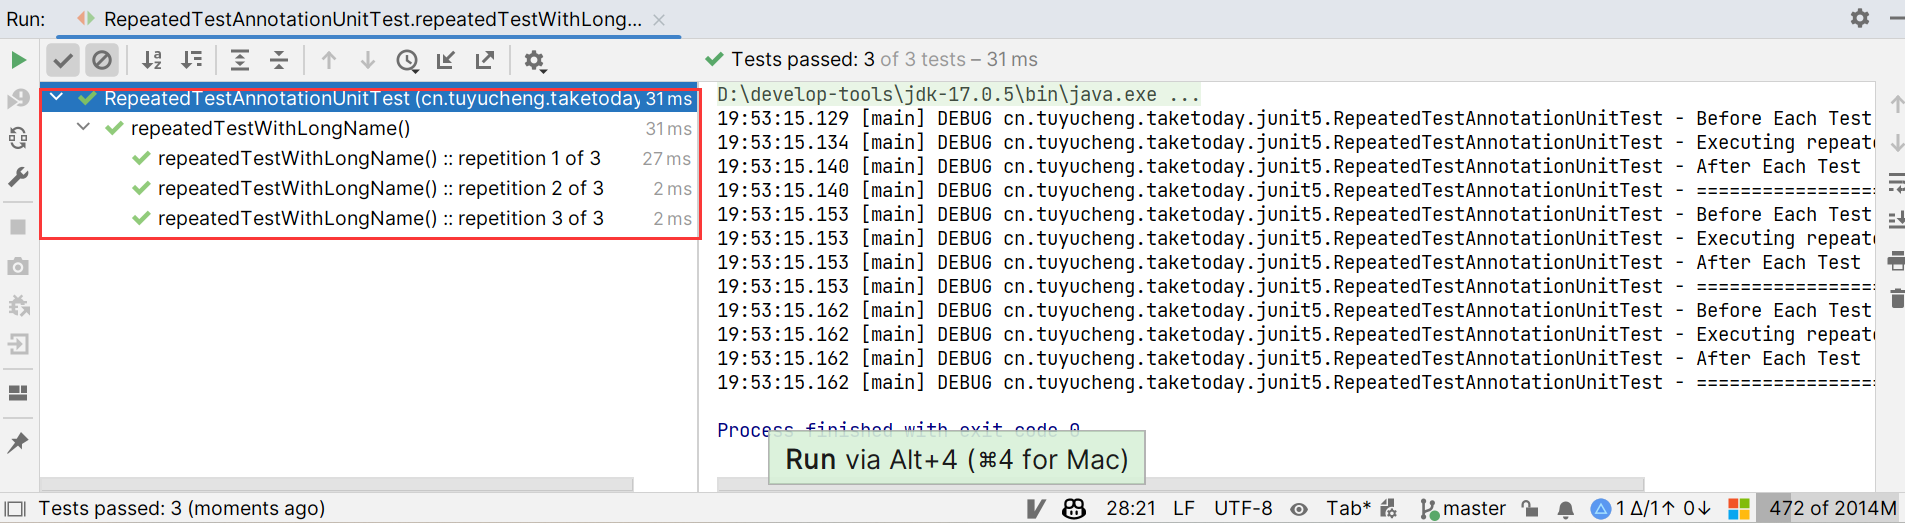 Run: RepeatedTestAnnotationUnitTest.repeatedTestWithLong...
Tests passed: 3 of 3 tests – 31 ms
RepeatedTestAnnotationUnitTest (cn.tuyucheng.taketoday 31 ms
repeatedTestWithLongName() 31 ms
repeatedTestWithLongName() :: repetition 1 of 3 27 ms
repeatedTestWithLongName() :: repetition 2 of 3 2 ms
repeatedTestWithLongName() :: repetition 3 of 3 2 ms
D:\develop-tools\jdk-17.0.5\bin\java.exe ...
19:53:15.129 [main] DEBUG cn.tuyucheng.taketoday.junit5.RepeatedTestAnnotationUnitTest - Before Each Test
19:53:15.134 [main] DEBUG cn.tuyucheng.taketoday.junit5.RepeatedTestAnnotationUnitTest - Executing repeate
19:53:15.140 [main] DEBUG cn.tuyucheng.taketoday.junit5.RepeatedTestAnnotationUnitTest - After Each Test
19:53:15.140 [main] DEBUG cn.tuyucheng.taketoday.junit5.RepeatedTestAnnotationUnitTest - =================
19:53:15.153 [main] DEBUG cn.tuyucheng.taketoday.junit5.RepeatedTestAnnotationUnitTest - Before Each Test
19:53:15.153 [main] DEBUG cn.tuyucheng.taketoday.junit5.RepeatedTestAnnotationUnitTest - Executing repeate
19:53:15.153 [main] DEBUG cn.tuyucheng.taketoday.junit5.RepeatedTestAnnotationUnitTest - After Each Test
19:53:15.153 [main] DEBUG cn.tuyucheng.taketoday.junit5.RepeatedTestAnnotationUnitTest - =================
19:53:15.162 [main] DEBUG cn.tuyucheng.taketoday.junit5.RepeatedTestAnnotationUnitTest - Before Each Test
19:53:15.162 [main] DEBUG cn.tuyucheng.taketoday.junit5.RepeatedTestAnnotationUnitTest - Executing repeate
19:53:15.162 [main] DEBUG cn.tuyucheng.taketoday.junit5.RepeatedTestAnnotationUnitTest - After Each Test
19:53:15.162 [main] DEBUG cn.tuyucheng.taketoday.junit5.RepeatedTestAnnotationUnitTest - =================
Process finished with exit code 0
Run via Alt+4 (⌘4 for Mac)
Tests passed: 3 (moments ago) 28:21 LF UTF-8 Tab* master 1 Δ/1↑ 0↓ 472 of 2014M